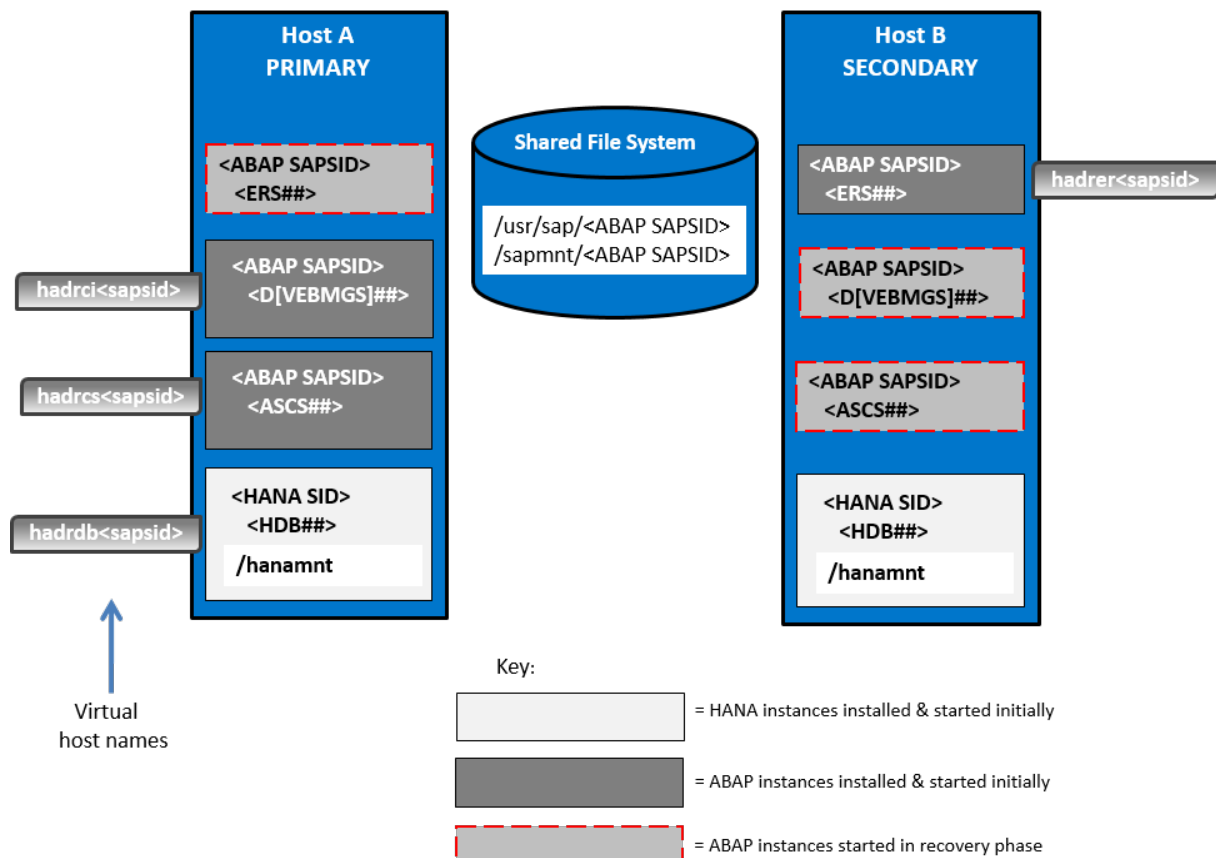 Host A
PRIMARY
<ABAP SAPSID>
<ERS##>
hadrci<sapsid>
<ABAP SAPSID>
<D[VEBMGS]##>
hadrcs<sapsid>
<ABAP SAPSID>
<ASCS##>
hadrdb<sapsid>
<HANA SID>
<HDB##>
/hanamnt
Virtual
host names
Shared File System
/usr/sap/<ABAP SAPSID>
/sapmnt/<ABAP SAPSID>
Host B
SECONDARY
<ABAP SAPSID>
<ERS##>
hadrer<sapsid>
<ABAP SAPSID>
<D[VEBMGS]##>
<ABAP SAPSID>
<ASCS##>
<HANA SID>
<HDB##>
/hanamnt
Key:
= HANA instances installed & started initially
= ABAP instances installed & started initially
= ABAP instances started in recovery phase